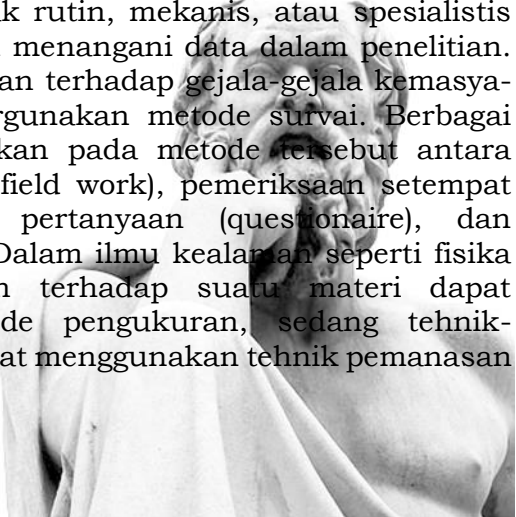 k rutin, mekanis, atau spesialistis
menangani data dalam penelitian.
an terhadap gejala-gejala kemasya-
rgunakan metode survai. Berbagai
kan pada metode tersebut antara
field work), pemeriksaan setempat
pertanyaan (questionaire), dan
Dalam ilmu kealaman seperti fisika
n terhadap suatu materi dapat
de pengukuran, sedang tehnik-
at menggunakan tehnik pemanasan